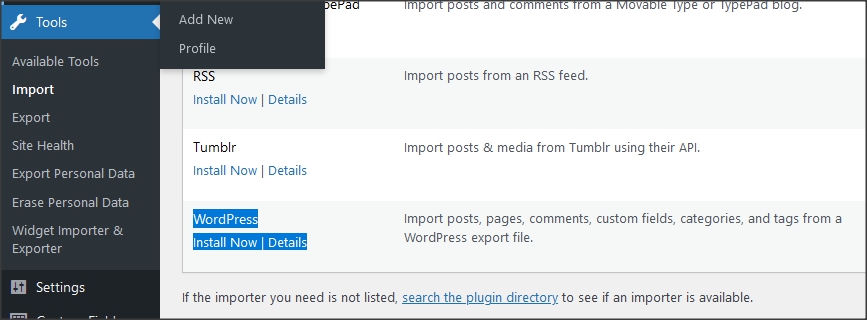 Tools
Available Tools
Import
Export
Site Health
Export Personal Data
Erase Personal Data
Widget Importer &
Exporter
Settings
Add New
Profile
Import posts and comments from a Movable Type or TypePad blog.
RSS
Install Now | Details
Import posts from an RSS feed.
Tumblr
Install Now | Details
Import posts & media from Tumblr using their API.
WordPress
Install Now | Details
Import posts, pages, comments, custom fields, categories, and tags from a
WordPress export file.
If the importer you need is not listed, search the plugin directory to see if an importer is available.